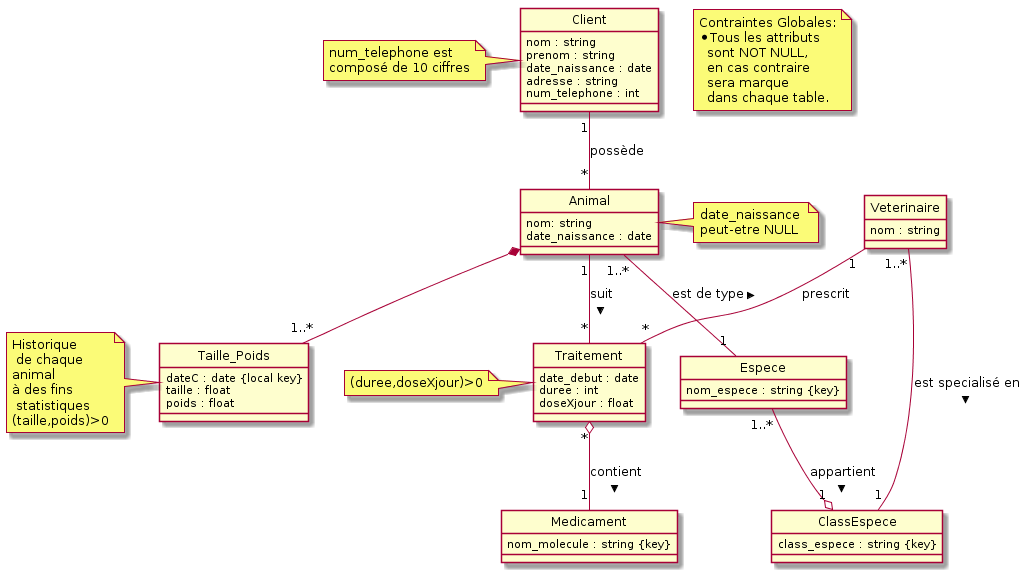 Client
nom : string
prenom : string
date_naissance : date
adresse : string
num_telephone : int
num_telephone est
composé de 10 ciffres
Contraintes Globales:
•Tous les attributs
sont NOT NULL,
en cas contraire
sera marque
dans chaque table.
1
possède
*
Animal
nom: string
date_naissance : date
date_naissance
peut-etre NULL
Veterinaire
nom : string
1
1..*
1
1..*
suit
▼
est de type ►
prescrit
1..*
*
*
1
Historique
de chaque
animal
à des fins
statistiques
(taille,poids)>0
Taille_Poids
dateC : date {local key}
taille : float
poids : float
(duree,doseXjour)>0
Traitement
date_debut : date
duree : int
doseXjour : float
Espece
nom_espece : string {key}
est specialisé en
▼
*
1..*
contient
▼
appartient
▼
1
1
1
Medicament
nom_molecule : string {key}
ClassEspece
class_espece : string {key}